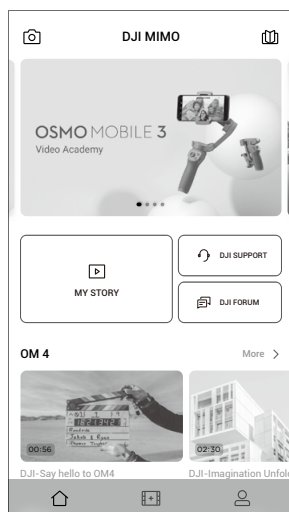 DJI MIMO
OSMO MOBILE 3
Video Academy
MY STORY
DJI SUPPORT
DJI FORUM
OM 4
More
00:56
02:30
DJI-Say hello to OM4
DJI-Imagination Unfol